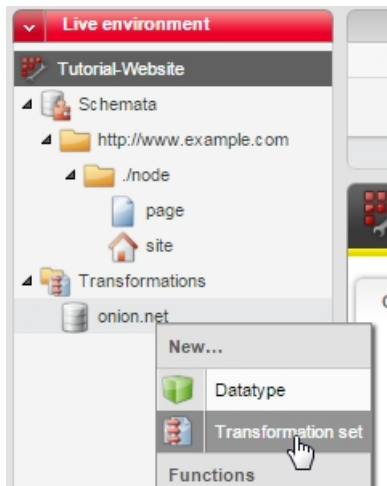 Live environment
Tutorial-Website
Schemata
http://www.example.com
./node
page
site
Transformations
onion.net
New...
Datatype
Transformation set
Functions